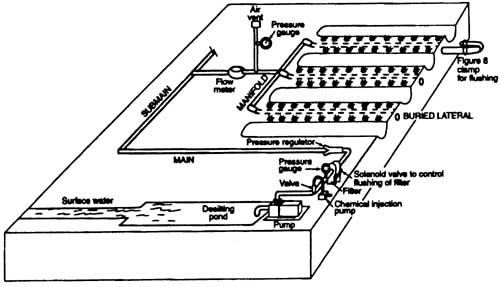 Air
vent
Pressure
gauge
Figure 8
clamp
for flushing
Flow
meter
MANIFOLD
SUBMAIN
BURIED LATERAL
Pressure regulator
MAIN
Pressure
gauge
Solenoid valve to control
flushing of filter
Valve
Filter
Chemical injection
pump
Surface water
Desilting
pond
Pump